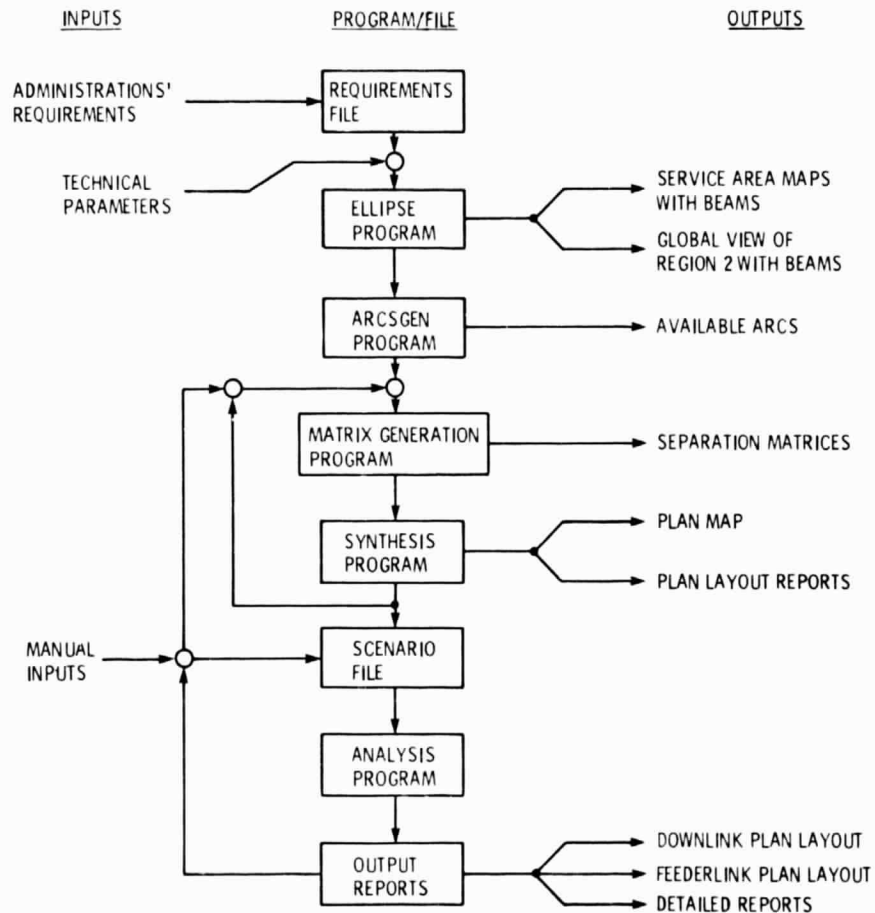 INPUTS
PROGRAM/FILE
OUTPUTS
ADMINISTRATIONS'
REQUIREMENTS
REQUIREMENTS
FILE
TECHNICAL
PARAMETERS
ELLIPSE
PROGRAM
SERVICE AREA MAPS
WITH BEAMS
GLOBAL VIEW OF
REGION 2 WITH BEAMS
ARCSGEN
PROGRAM
AVAILABLE ARCS
MATRIX GENERATION
PROGRAM
SEPARATION MATRICES
SYNTHESIS
PROGRAM
PLAN MAP
PLAN LAYOUT REPORTS
MANUAL
INPUTS
SCENARIO
FILE
ANALYSIS
PROGRAM
OUTPUT
REPORTS
DOWNLINK PLAN LAYOUT
FEEDERLINK PLAN LAYOUT
DETAILED REPORTS